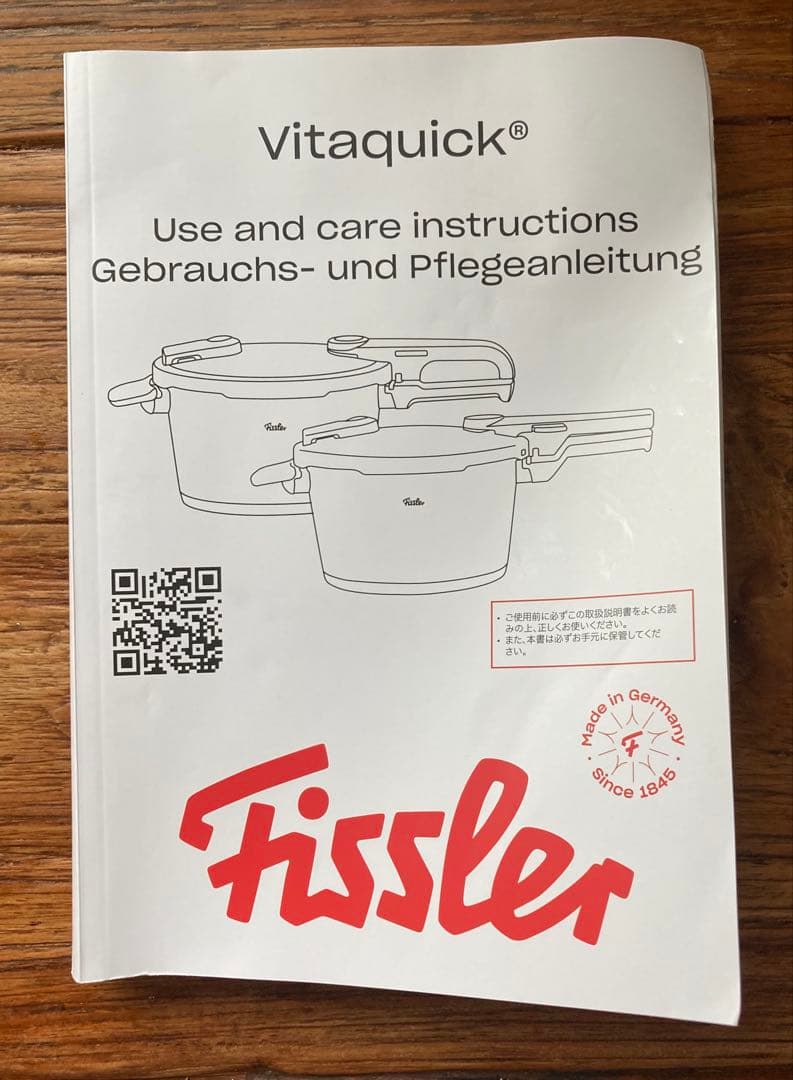 Vitaquick®
Use and care instructions
Gebrauchs- und Pflegeanleitung
Fissler
Fissler
• ご使用前に必ずこの取扱説明書をよくお読
みの上、正しくお使いください。
• また、本書は必ずお手元に保管してくだ
さい。
Made in Germany
F
• Since 1845 •
Fissler